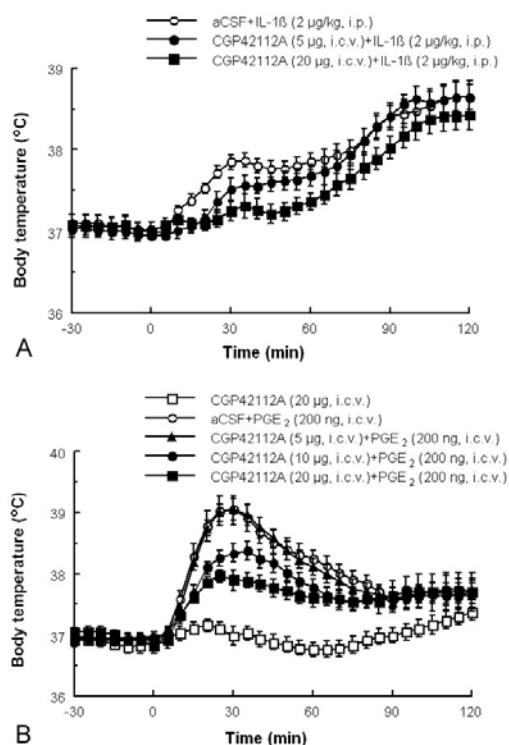 aCSF+IL-1ß (2 µg/kg, i.p.)
CGP42112A (5 µg, i.c.v.)+IL-1ß (2 µg/kg, i.p.)
CGP42112A (20 µg, i.c.v.)+IL-1ß (2 µg/kg, i.p.)
39
38
37
36
Body temperature (°C)
-30 0 30 60 90 120
Time (min)
A
CGP42112A (20 µg, i.c.v.)
aCSF+PGE2 (200 ng, i.c.v.)
CGP42112A (5 µg, i.c.v.)+PGE2 (200 ng, i.c.v.)
CGP42112A (10 µg, i.c.v.)+PGE2 (200 ng, i.c.v.)
CGP42112A (20 µg, i.c.v.)+PGE2 (200 ng, i.c.v.)
40
39
38
37
36
Body temperature (°C)
-30 0 30 60 90 120
Time (min)
B